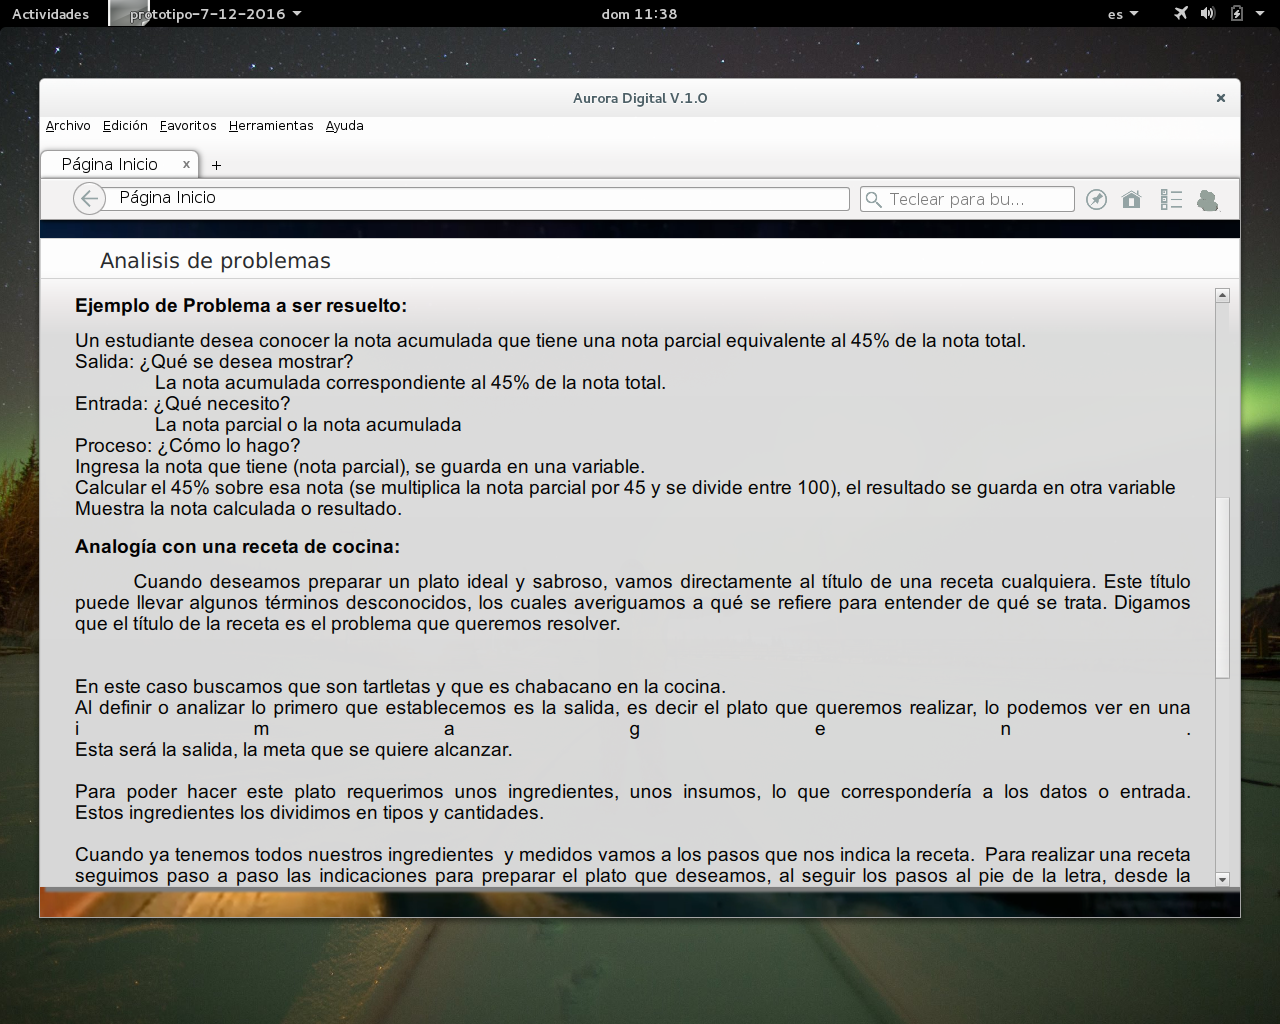 Actividades prototipo-7-12-2016 dom 11:38 es
Aurora Digital V.1.0 ×
Archivo Edición Favoritos Herramientas Ayuda
Página Inicio x +
Página Inicio Teclear para bu...
Analisis de problemas
Ejemplo de Problema a ser resuelto:
Un estudiante desea conocer la nota acumulada que tiene una nota parcial equivalente al 45% de la nota total.
Salida: ¿Qué se desea mostrar?
La nota acumulada correspondiente al 45% de la nota total.
Entrada: ¿Qué necesito?
La nota parcial o la nota acumulada
Proceso: ¿Cómo lo hago?
Ingresa la nota que tiene (nota parcial), se guarda en una variable.
Calcular el 45% sobre esa nota (se multiplica la nota parcial por 45 y se divide entre 100), el resultado se guarda en otra variable
Muestra la nota calculada o resultado.
Analogía con una receta de cocina:
Cuando deseamos preparar un plato ideal y sabroso, vamos directamente al título de una receta cualquiera. Este título
puede llevar algunos términos desconocidos, los cuales averiguamos a qué se refiere para entender de qué se trata. Digamos
que el título de la receta es el problema que queremos resolver.
En este caso buscamos que son tartletas y que es chabacano en la cocina.
Al definir o analizar lo primero que establecemos es la salida, es decir el plato que queremos realizar, lo podemos ver en una
i m a g e n .
Esta será la salida, la meta que se quiere alcanzar.
Para poder hacer este plato requerimos unos ingredientes, unos insumos, lo que correspondería a los datos o entrada.
Estos ingredientes los dividimos en tipos y cantidades.
Cuando ya tenemos todos nuestros ingredientes y medidos vamos a los pasos que nos indica la receta. Para realizar una receta
seguimos paso a paso las indicaciones para preparar el plato que deseamos, al seguir los pasos al pie de la letra, desde la